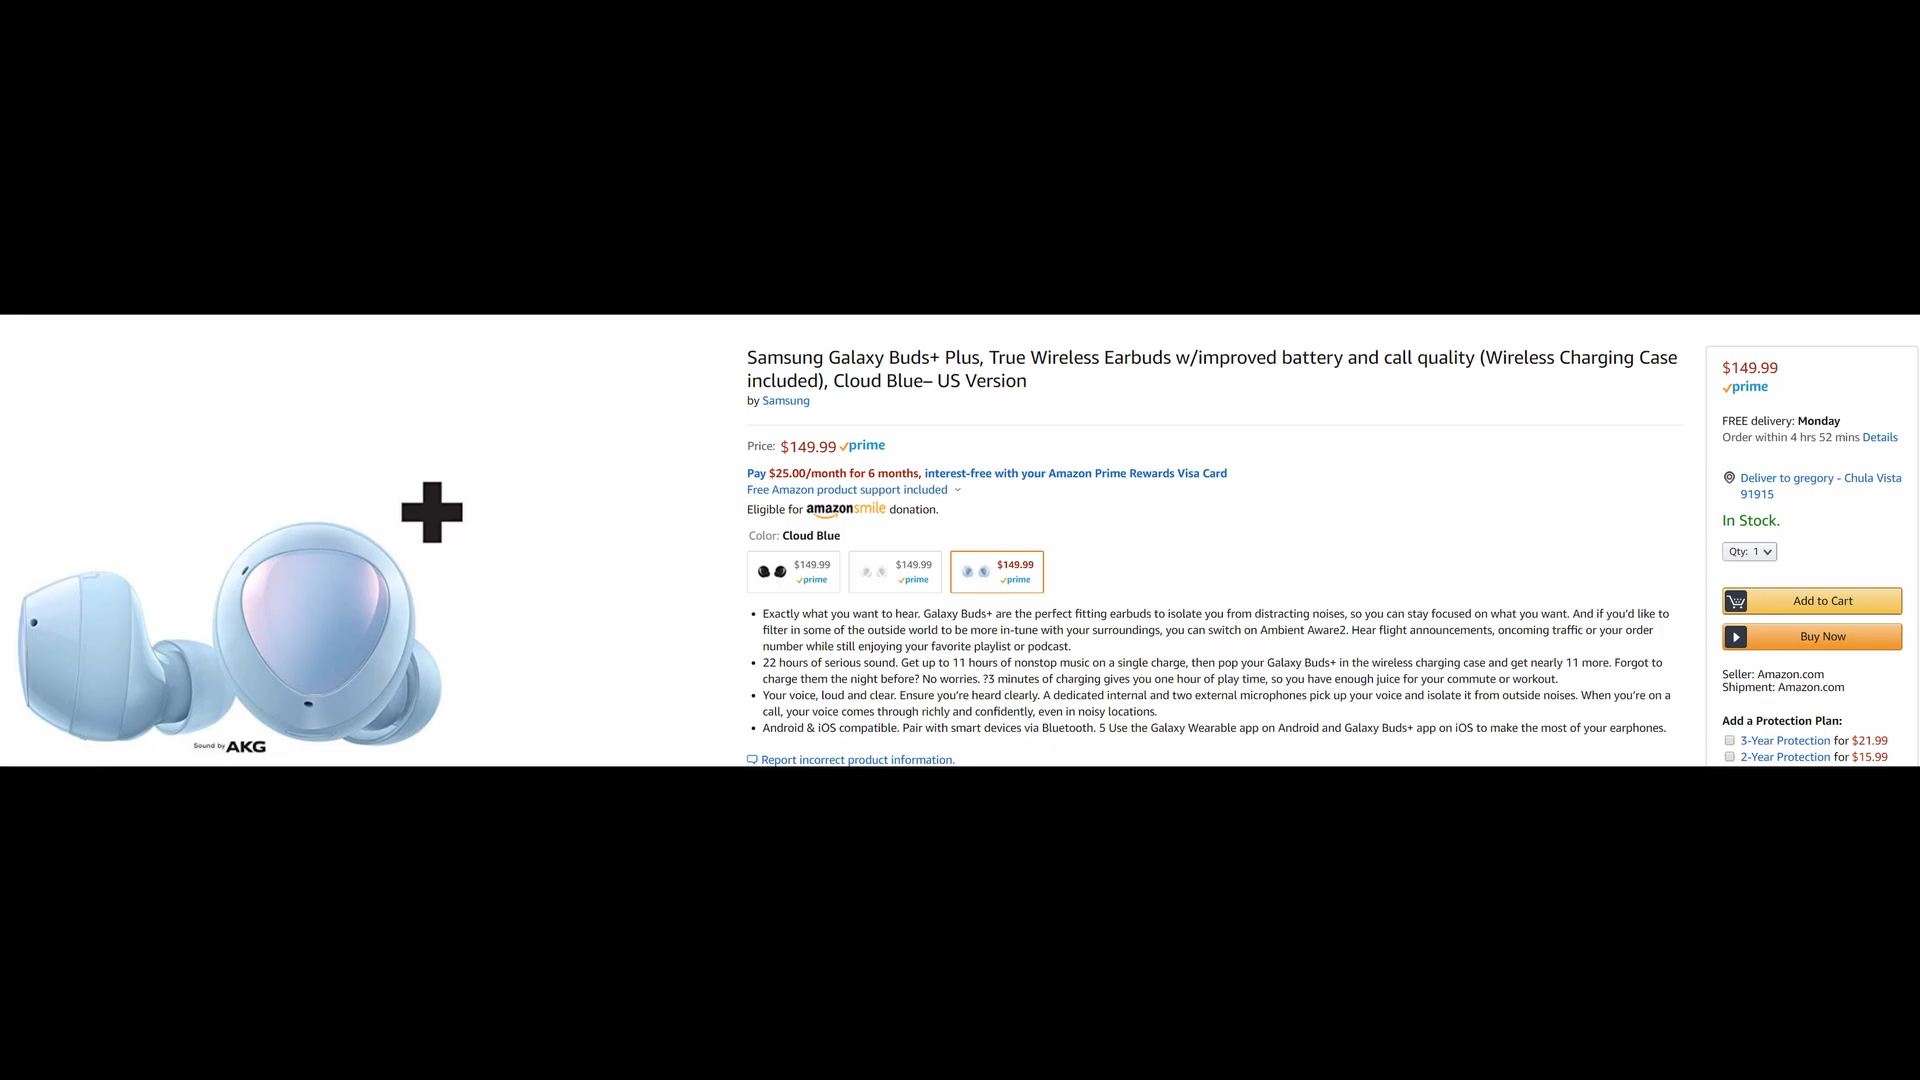 Samsung Galaxy Buds+ Plus, True Wireless Earbuds w/improved battery and call quality (Wireless Charging Case
included), Cloud Blue– US Version
by Samsung
Price: $149.99 prime
Pay $25.00/month for 6 months, interest-free with your Amazon Prime Rewards Visa Card
Free Amazon product support included
Eligible for amazonsmile donation.
Color: Cloud Blue
$149.99 $149.99 $149.99
prime prime prime
• Exactly what you want to hear. Galaxy Buds+ are the perfect fitting earbuds to isolate you from distracting noises, so you can stay focused on what you want. And if you'd like to
filter in some of the outside world to be more in-tune with your surroundings, you can switch on Ambient Aware2. Hear flight announcements, oncoming traffic or your order
number while still enjoying your favorite playlist or podcast.
• 22 hours of serious sound. Get up to 11 hours of nonstop music on a single charge, then pop your Galaxy Buds+ in the wireless charging case and get nearly 11 more. Forgot to
charge them the night before? No worries. ?3 minutes of charging gives you one hour of play time, so you have enough juice for your commute or workout.
• Your voice, loud and clear. Ensure you're heard clearly. A dedicated internal and two external microphones pick up your voice and isolate it from outside noises. When you're on a
call, your voice comes through richly and confidently, even in noisy locations.
• Android & iOS compatible. Pair with smart devices via Bluetooth. 5 Use the Galaxy Wearable app on Android and Galaxy Buds+ app on iOS to make the most of your earphones.
Report incorrect product information.
Sound by AKG
$149.99
prime
FREE delivery: Monday
Order within 4 hrs 52 mins Details
Deliver to gregory - Chula Vista
91915
In Stock.
Qty: 1
Add to Cart
Buy Now
Seller: Amazon.com
Shipment: Amazon.com
Add a Protection Plan:
3-Year Protection for $21.99
2-Year Protection for $15.99